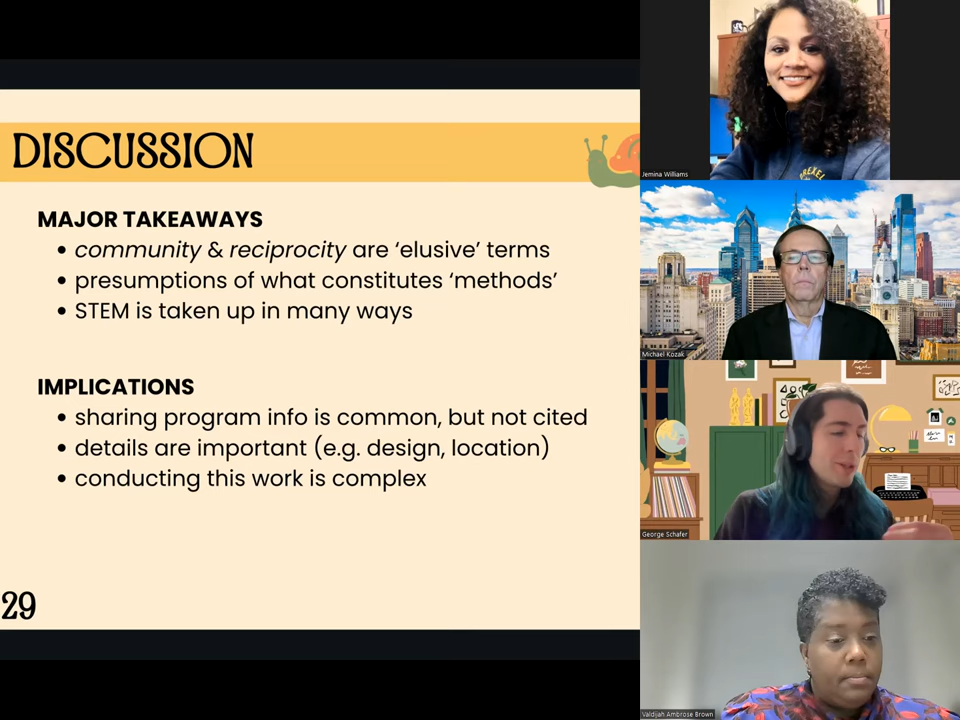 DISCUSSION
MAJOR TAKEAWAYS
• community & reciprocity are ‘elusive’ terms
• presumptions of what constitutes ‘methods’
• STEM is taken up in many ways
IMPLICATIONS
• sharing program info is common, but not cited
• details are important (e.g. design, location)
• conducting this work is complex
29
DREXEL
Jemina Williams
Michael Kozak
George Schafer
Valdijah Ambrose Brown